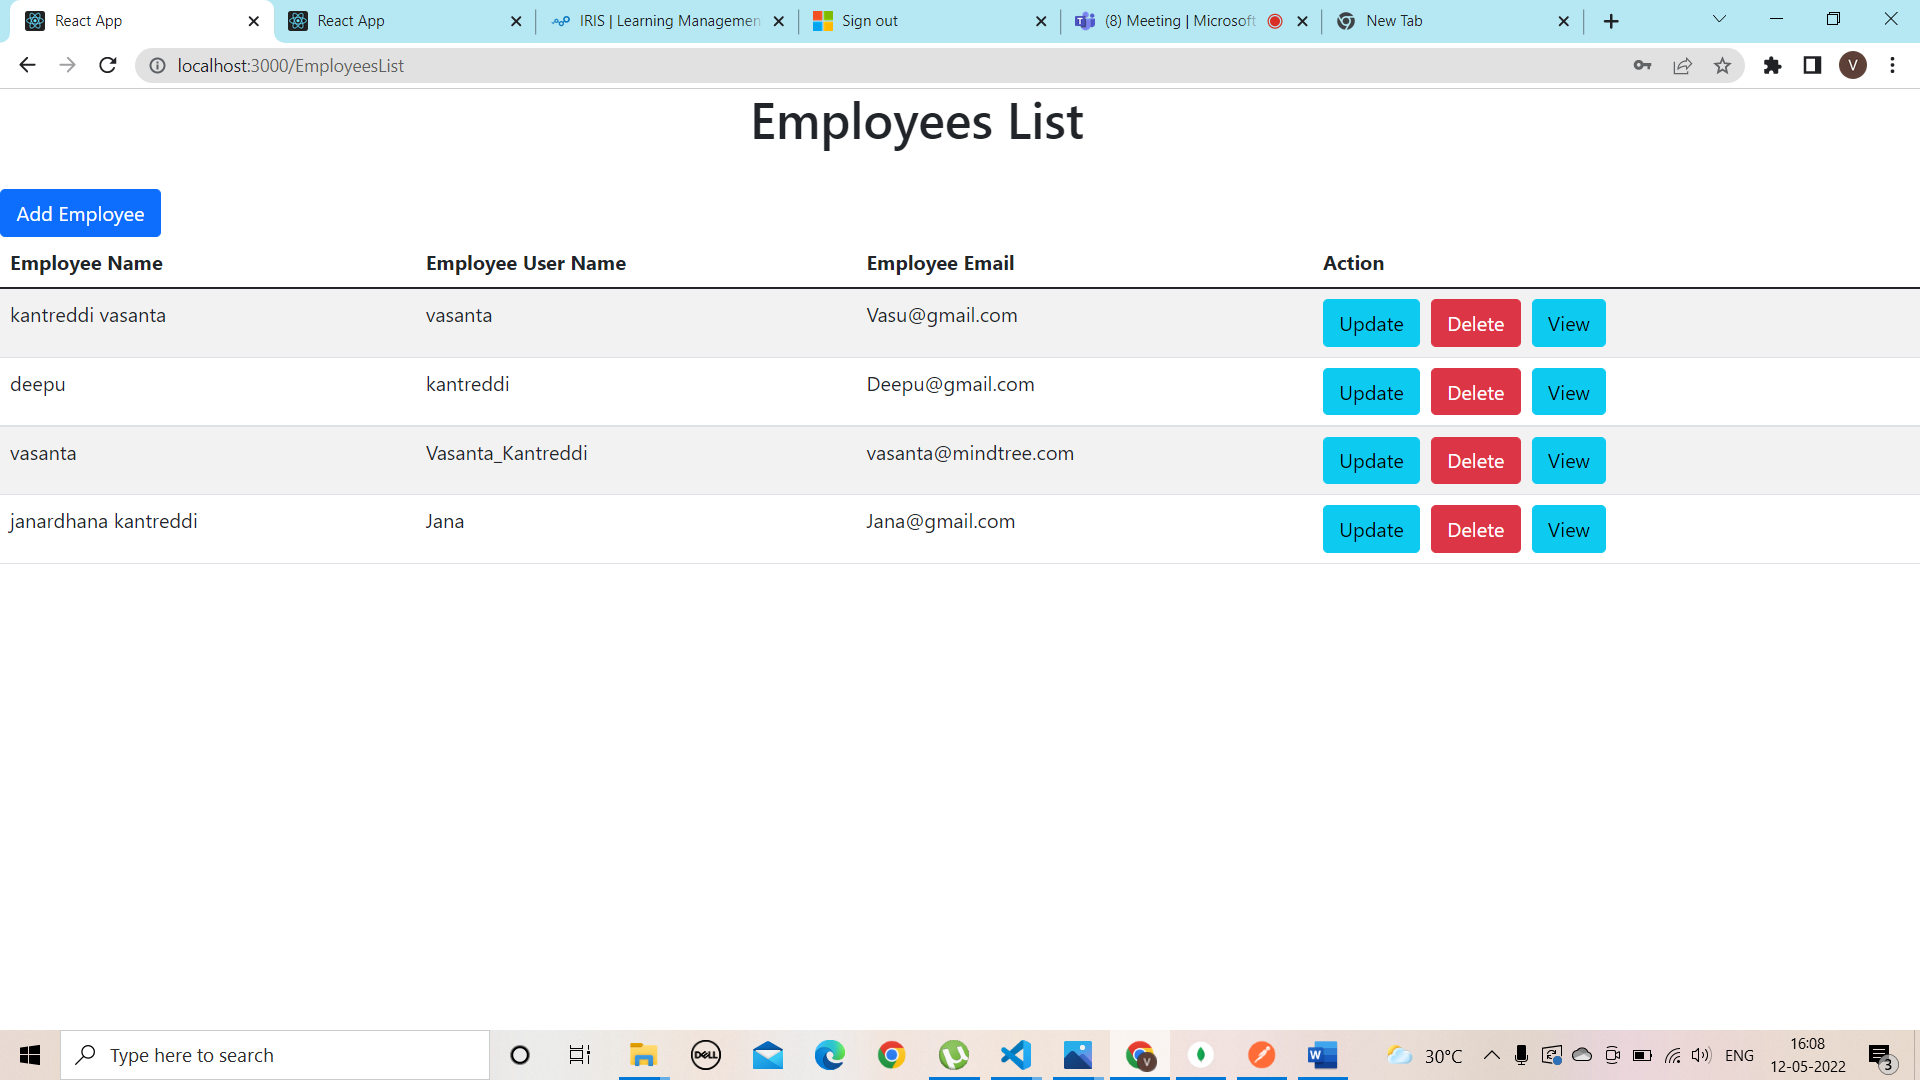 React App
React App
IRIS | Learning Managemen
Sign out
(8) Meeting | Microsoft
New Tab
localhost:3000/EmployeesList
V
Employees List
Add Employee
Employee Name Employee User Name Employee Email Action
kantreddi vasanta vasanta Vasu@gmail.com Update Delete View
deepu kantreddi Deepu@gmail.com Update Delete View
vasanta Vasanta_Kantreddi vasanta@mindtree.com Update Delete View
janardhana kantreddi Jana Jana@gmail.com Update Delete View
Type here to search
DELL
V
W
30°C
ENG
16:08
12-05-2022
3